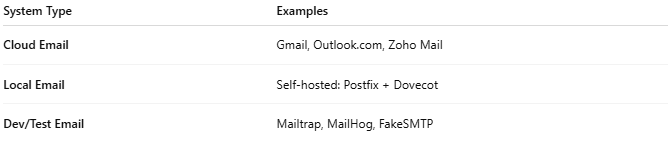 System Type Examples
Cloud Email Gmail, Outlook.com, Zoho Mail
Local Email Self-hosted: Postfix + Dovecot
Dev/Test Email Mailtrap, MailHog, FakeSMTP